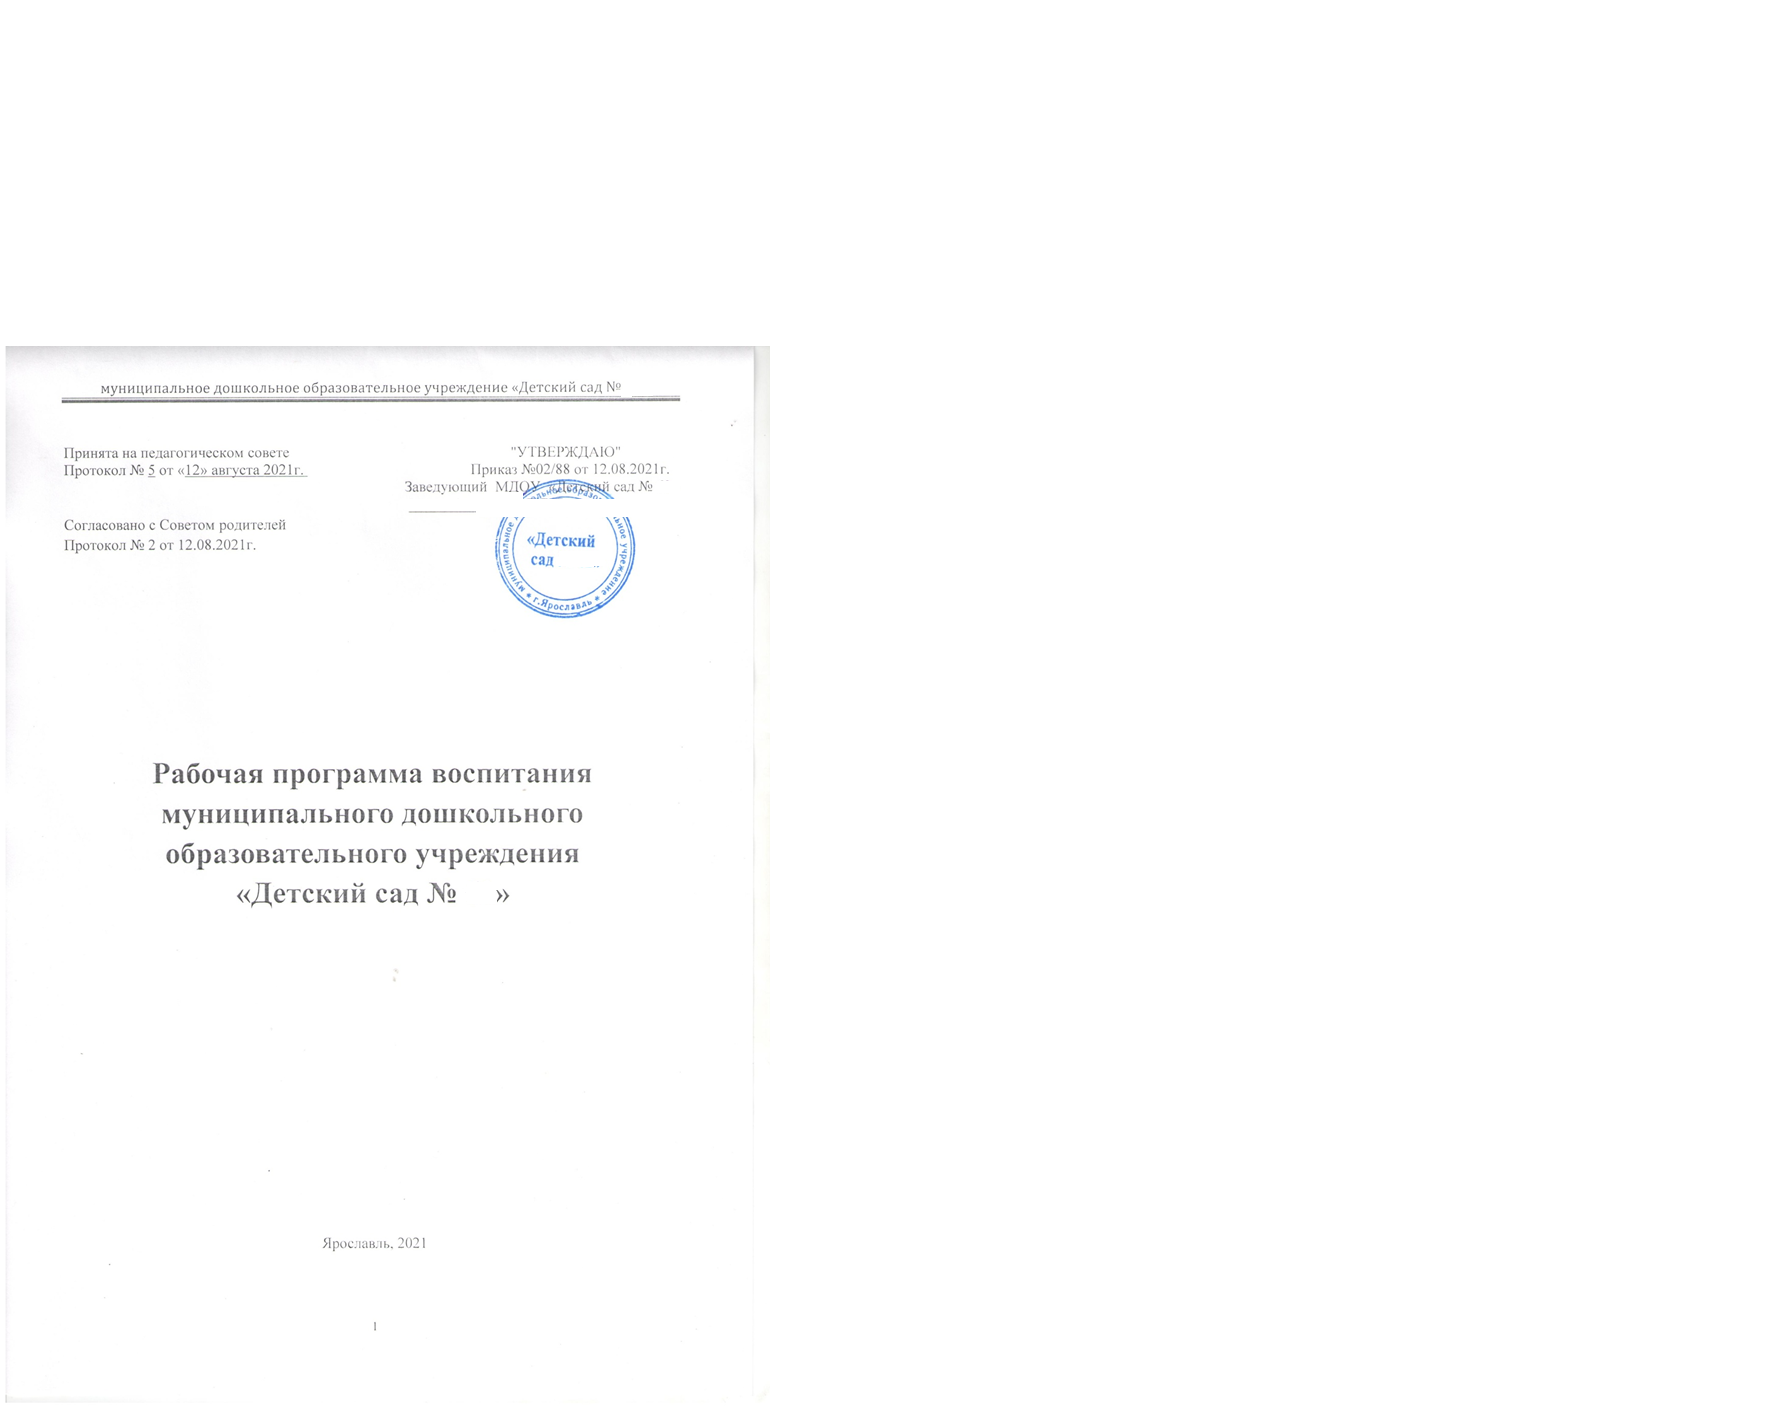 муниципальное дошкольное образовательное учреждение «Детский сад №
Принята на педагогическом совете
Протокол № 5 от «12» августа 2021г.
"УТВЕРЖДАЮ"
Приказ №02/88 от 12.08.2021г.
Заведующий МДОУ «Детский сад №
Согласовано с Советом родителей
Протокол № 2 от 12.08.2021г.
«Детский
сад
муниципальное
учреждение
г.Ярославль
Рабочая программа воспитания
муниципального дошкольного
образовательного учреждения
«Детский сад № »
Ярославль, 2021
1